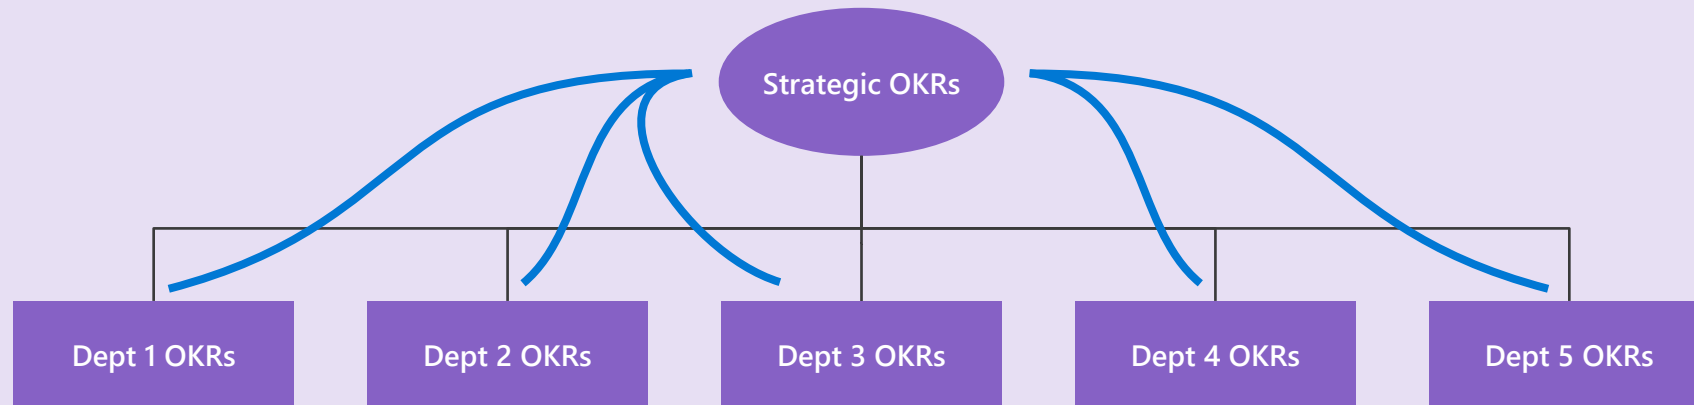 Strategic OKRs
Dept 1 OKRs
Dept 2 OKRs
Dept 3 OKRs
Dept 4 OKRs
Dept 5 OKRs